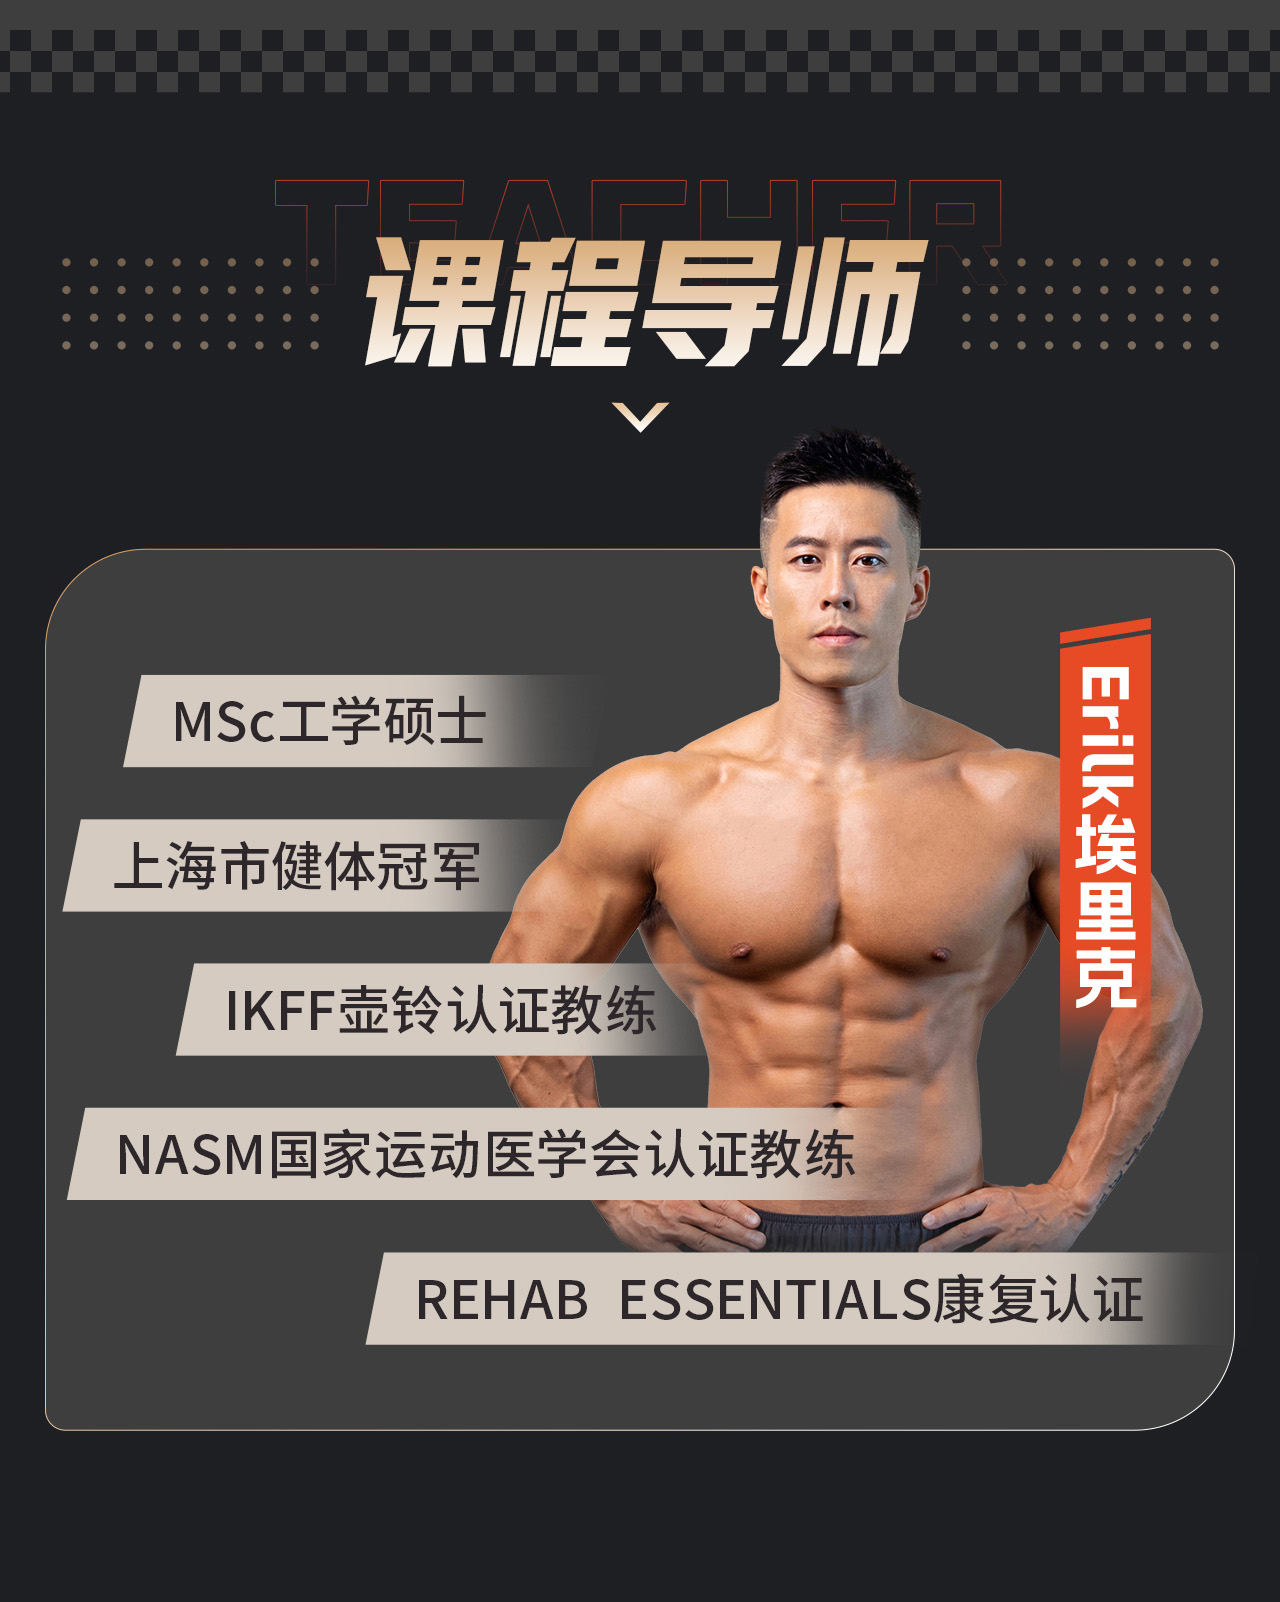 TEACHER
课程导师
MSc工学硕士
上海市健体冠军
IKFF壶铃认证教练
NASM国家运动医学会认证教练
REHAB ESSENTIALS康复认证
Erilk埃里克